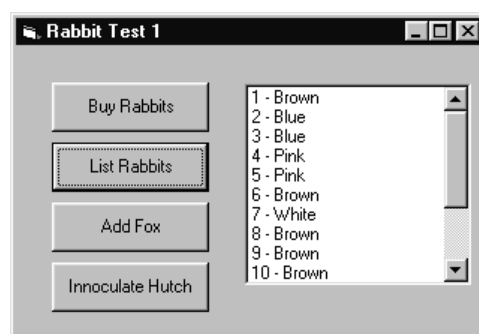 Rabbit Test 1
Buy Rabbits
List Rabbits
Add Fox
Innoculate Hutch
1 - Brown
2 - Blue
3 - Blue
4 - Pink
5 - Pink
6 - Brown
7 - White
8 - Brown
9 - Brown
10 - Brown